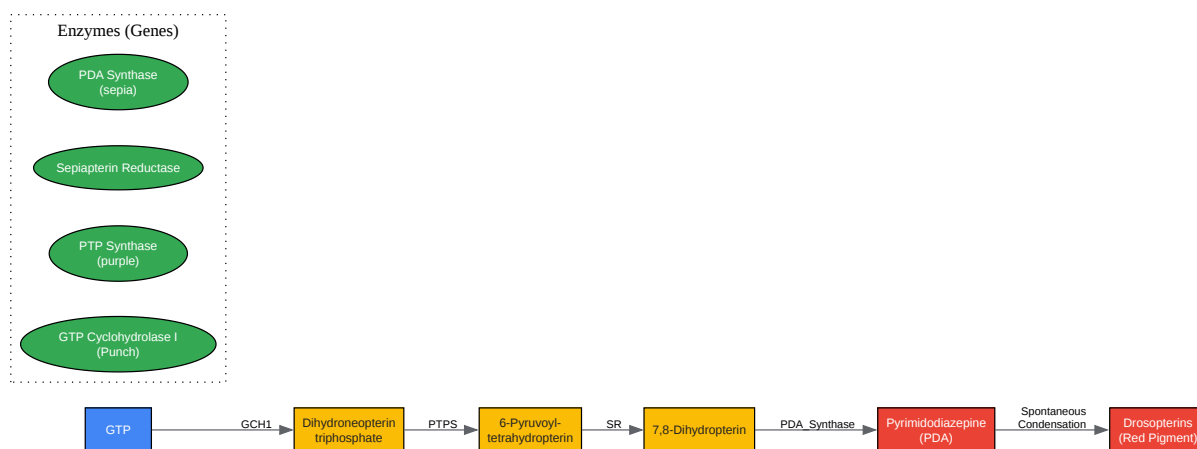 Enzymes (Genes)
PDA Synthase
(sepia)
Sepiapterin Reductase
PTP Synthase
(purple)
GTP Cyclohydrolase I
(Punch)
GTP
GCH1
Dihydroneopterin
triphosphate
PTPS
6-Pyruvoyl-
tetrahydropterin
SR
7,8-Dihydropterin
PDA_Synthase
Pyrimidodiazepine
(PDA)
Spontaneous
Condensation
Drosopterins
(Red Pigment)